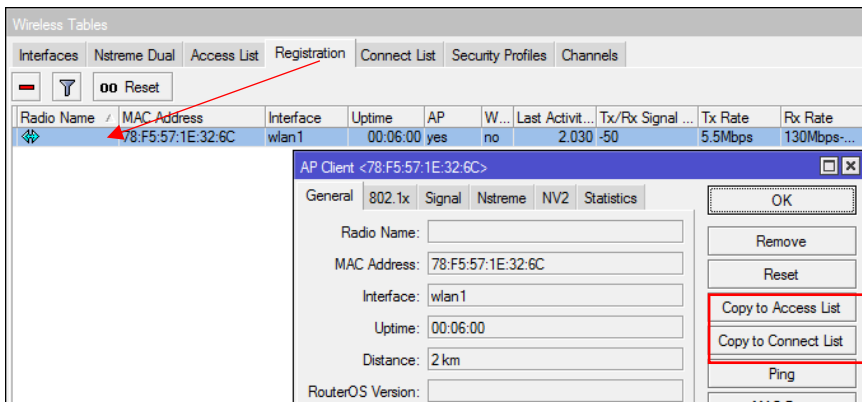 Wireless Tables
Interfaces Nstreme Dual Access List Registration Connect List Security Profiles Channels
00 Reset
Radio Name / MAC Address Interface Uptime AP W... Last Activit... Tx/Rx Signal ... Tx Rate Rx Rate
78:F5:57:1E:32:6C wlan1 00:06:00 yes no 2.030 -50 5.5Mbps 130Mbps-...
AP Client <78:F5:57:1E:32:6C>
General 802.1x Signal Nstreme NV2 Statistics
OK
Radio Name:
Remove
MAC Address: 78:F5:57:1E:32:6C
Reset
Interface: wlan1
Copy to Access List
Uptime: 00:06:00
Copy to Connect List
Distance: 2 km
Ping
RouterOS Version: